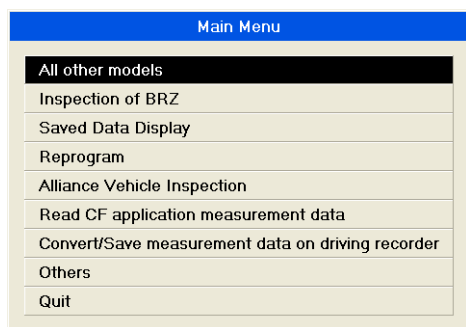 Main Menu
All other models
Inspection of BRZ
Saved Data Display
Reprogram
Alliance Vehicle Inspection
Read CF application measurement data
Convert/Save measurement data on driving recorder
Others
Quit